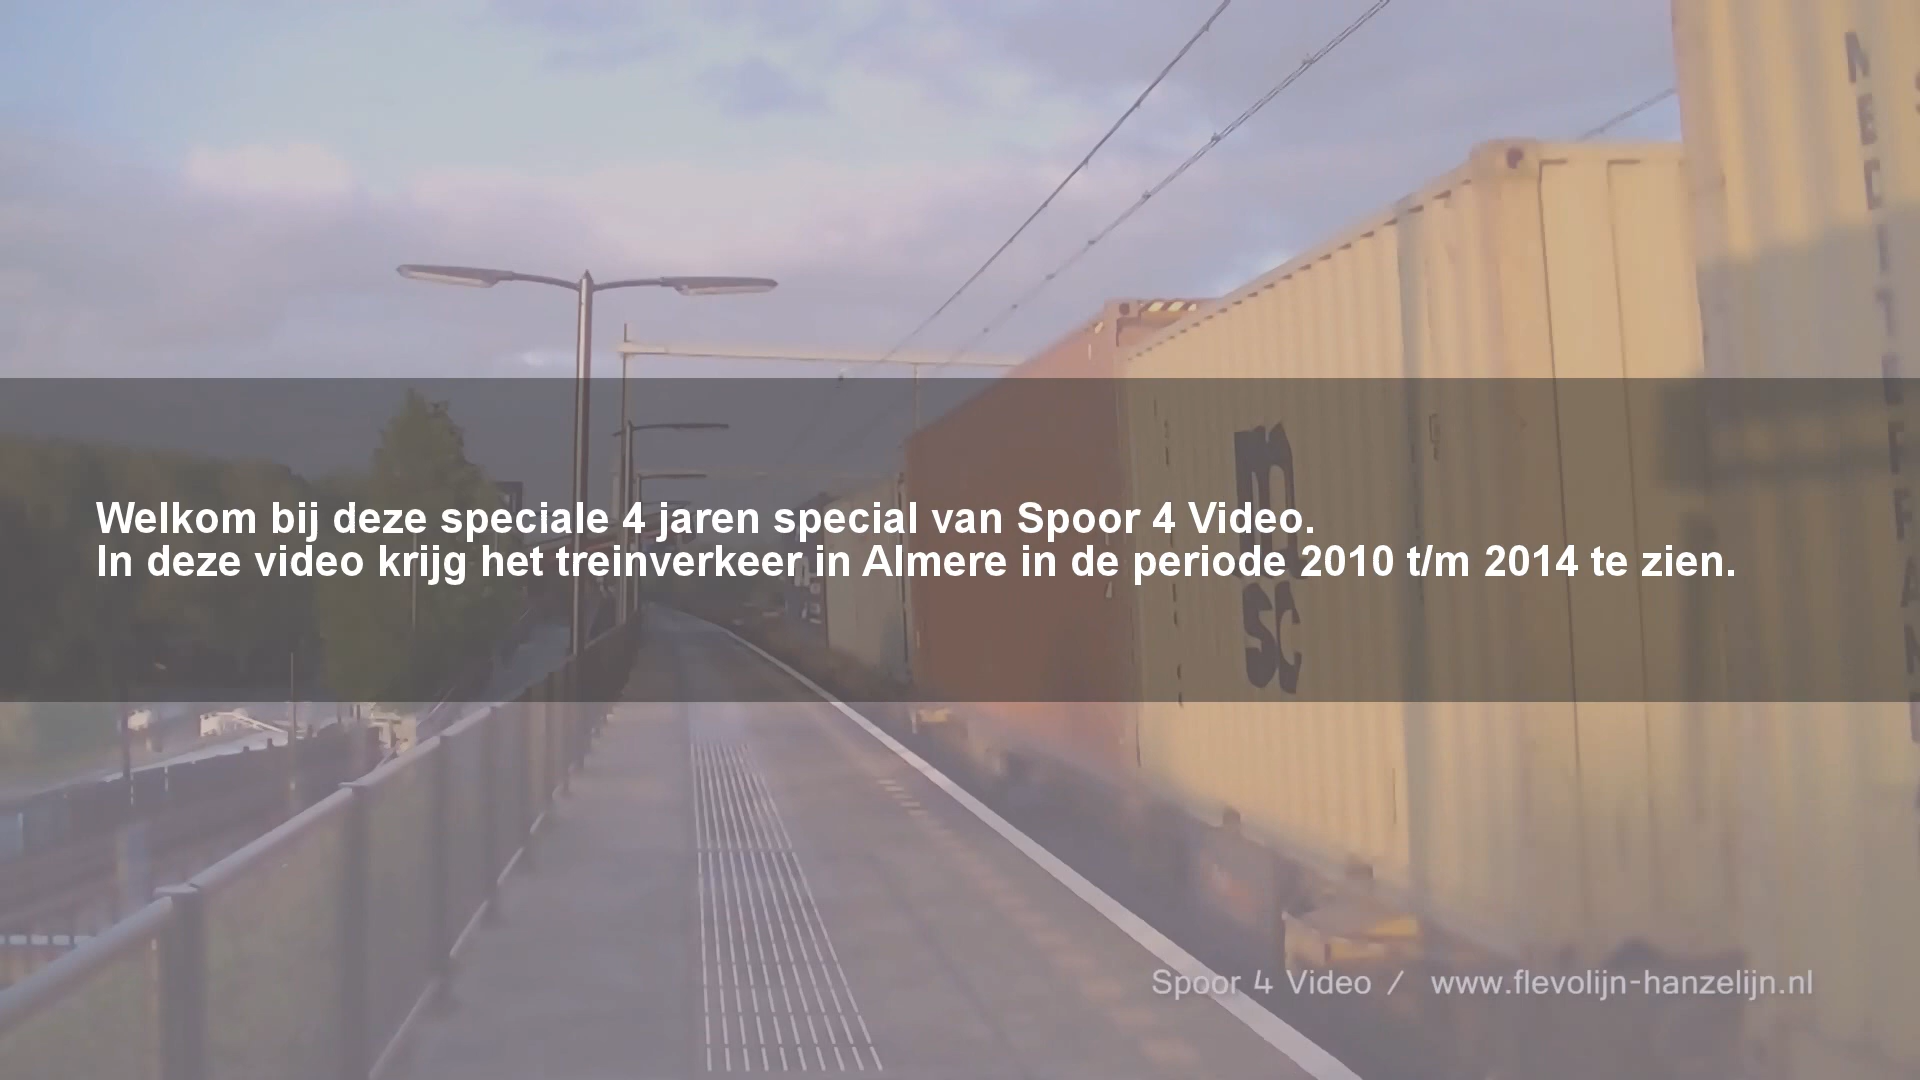 Welkom bij deze speciale 4 jaren special van Spoor 4 Video.
In deze video krijg het treinverkeer in Almere in de periode 2010 t/m 2014 te zien.
m
sc
Spoor 4 Video / www.flevolijn-hanzelijn.nl